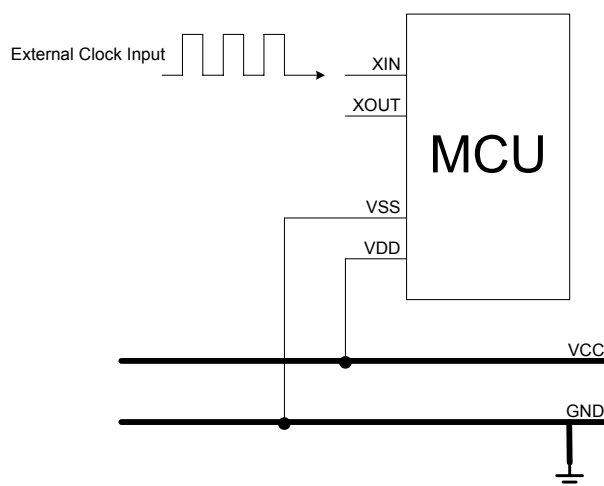 External Clock Input
XIN
XOUT
MCU
VSS
VDD
VCC
GND